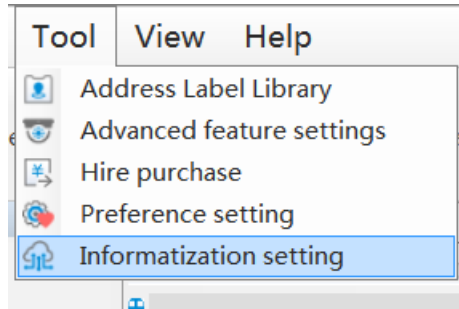 Tool View Help
Address Label Library
Advanced feature settings
Hire purchase
Preference setting
Informatization setting